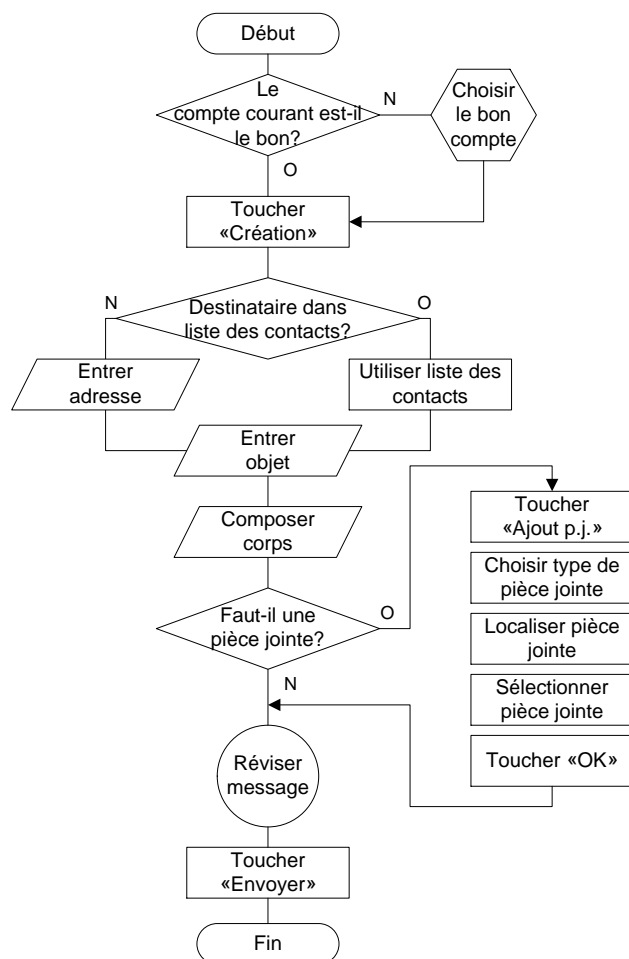 Début
Le
compte courant est-il
le bon?
N
Choisir
le bon
compte
O
Toucher
«Création»
N
Destinataire dans
liste des contacts?
O
Entrer
adresse
Utiliser liste des
contacts
Entrer
objet
Composer
corps
Faut-il une
pièce jointe?
O
Toucher
«Ajout p.j.»
Choisir type de
pièce jointe
Localiser pièce
jointe
Sélectionner
pièce jointe
Toucher «OK»
N
Réviser
message
Toucher
«Envoyer»
Fin